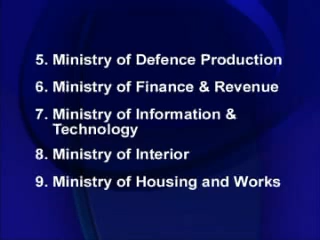 5. Ministry of Defence Production
6. Ministry of Finance & Revenue
7. Ministry of Information &
Technology
8. Ministry of Interior
9. Ministry of Housing and Works